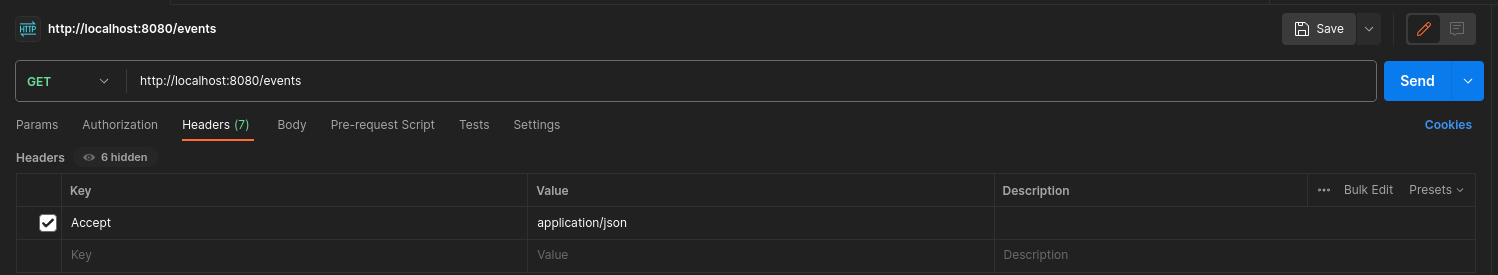 HTTP http://localhost:8080/events Save
GET http://localhost:8080/events Send
Params Authorization Headers (7) Body Pre-request Script Tests Settings Cookies
Headers 6 hidden
Key Value Description ••• Bulk Edit Presets
Accept application/json
Key Value Description